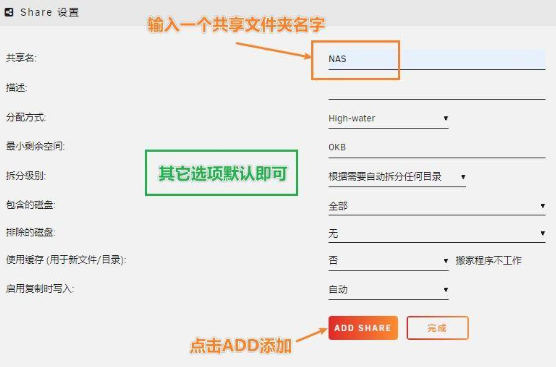 Share 设置
输入一个共享文件夹名字
共享名: NAS
描述:
分配方式: High-water
最小剩余空间: 0KB
其它选项默认即可
拆分级别: 根据需要自动拆分任何目录
包含的磁盘: 全部
排除的磁盘: 无
使用缓存 (用于新文件/目录): 否 搬家程序不工作
启用复制时写入: 自动
ADD SHARE 完成
点击ADD添加